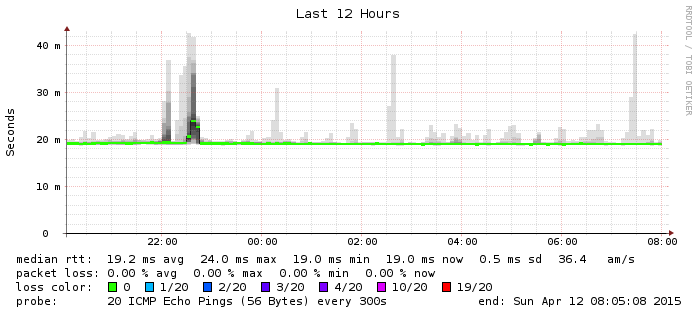 Last 12 Hours
RRDTOOL / TOBI OETIKER
Seconds
40 m
30 m
20 m
10 m
0
22:00 00:00 02:00 04:00 06:00 08:00
median rtt: 19.2 ms avg 24.0 ms max 19.0 ms min 19.0 ms now 0.5 ms sd 36.4 am/s
packet loss: 0.00 % avg 0.00 % max 0.00 % min 0.00 % now
loss color: 0 1/20 2/20 3/20 4/20 10/20 19/20
probe: 20 ICMP Echo Pings (56 Bytes) every 300s end: Sun Apr 12 08:05:08 2015